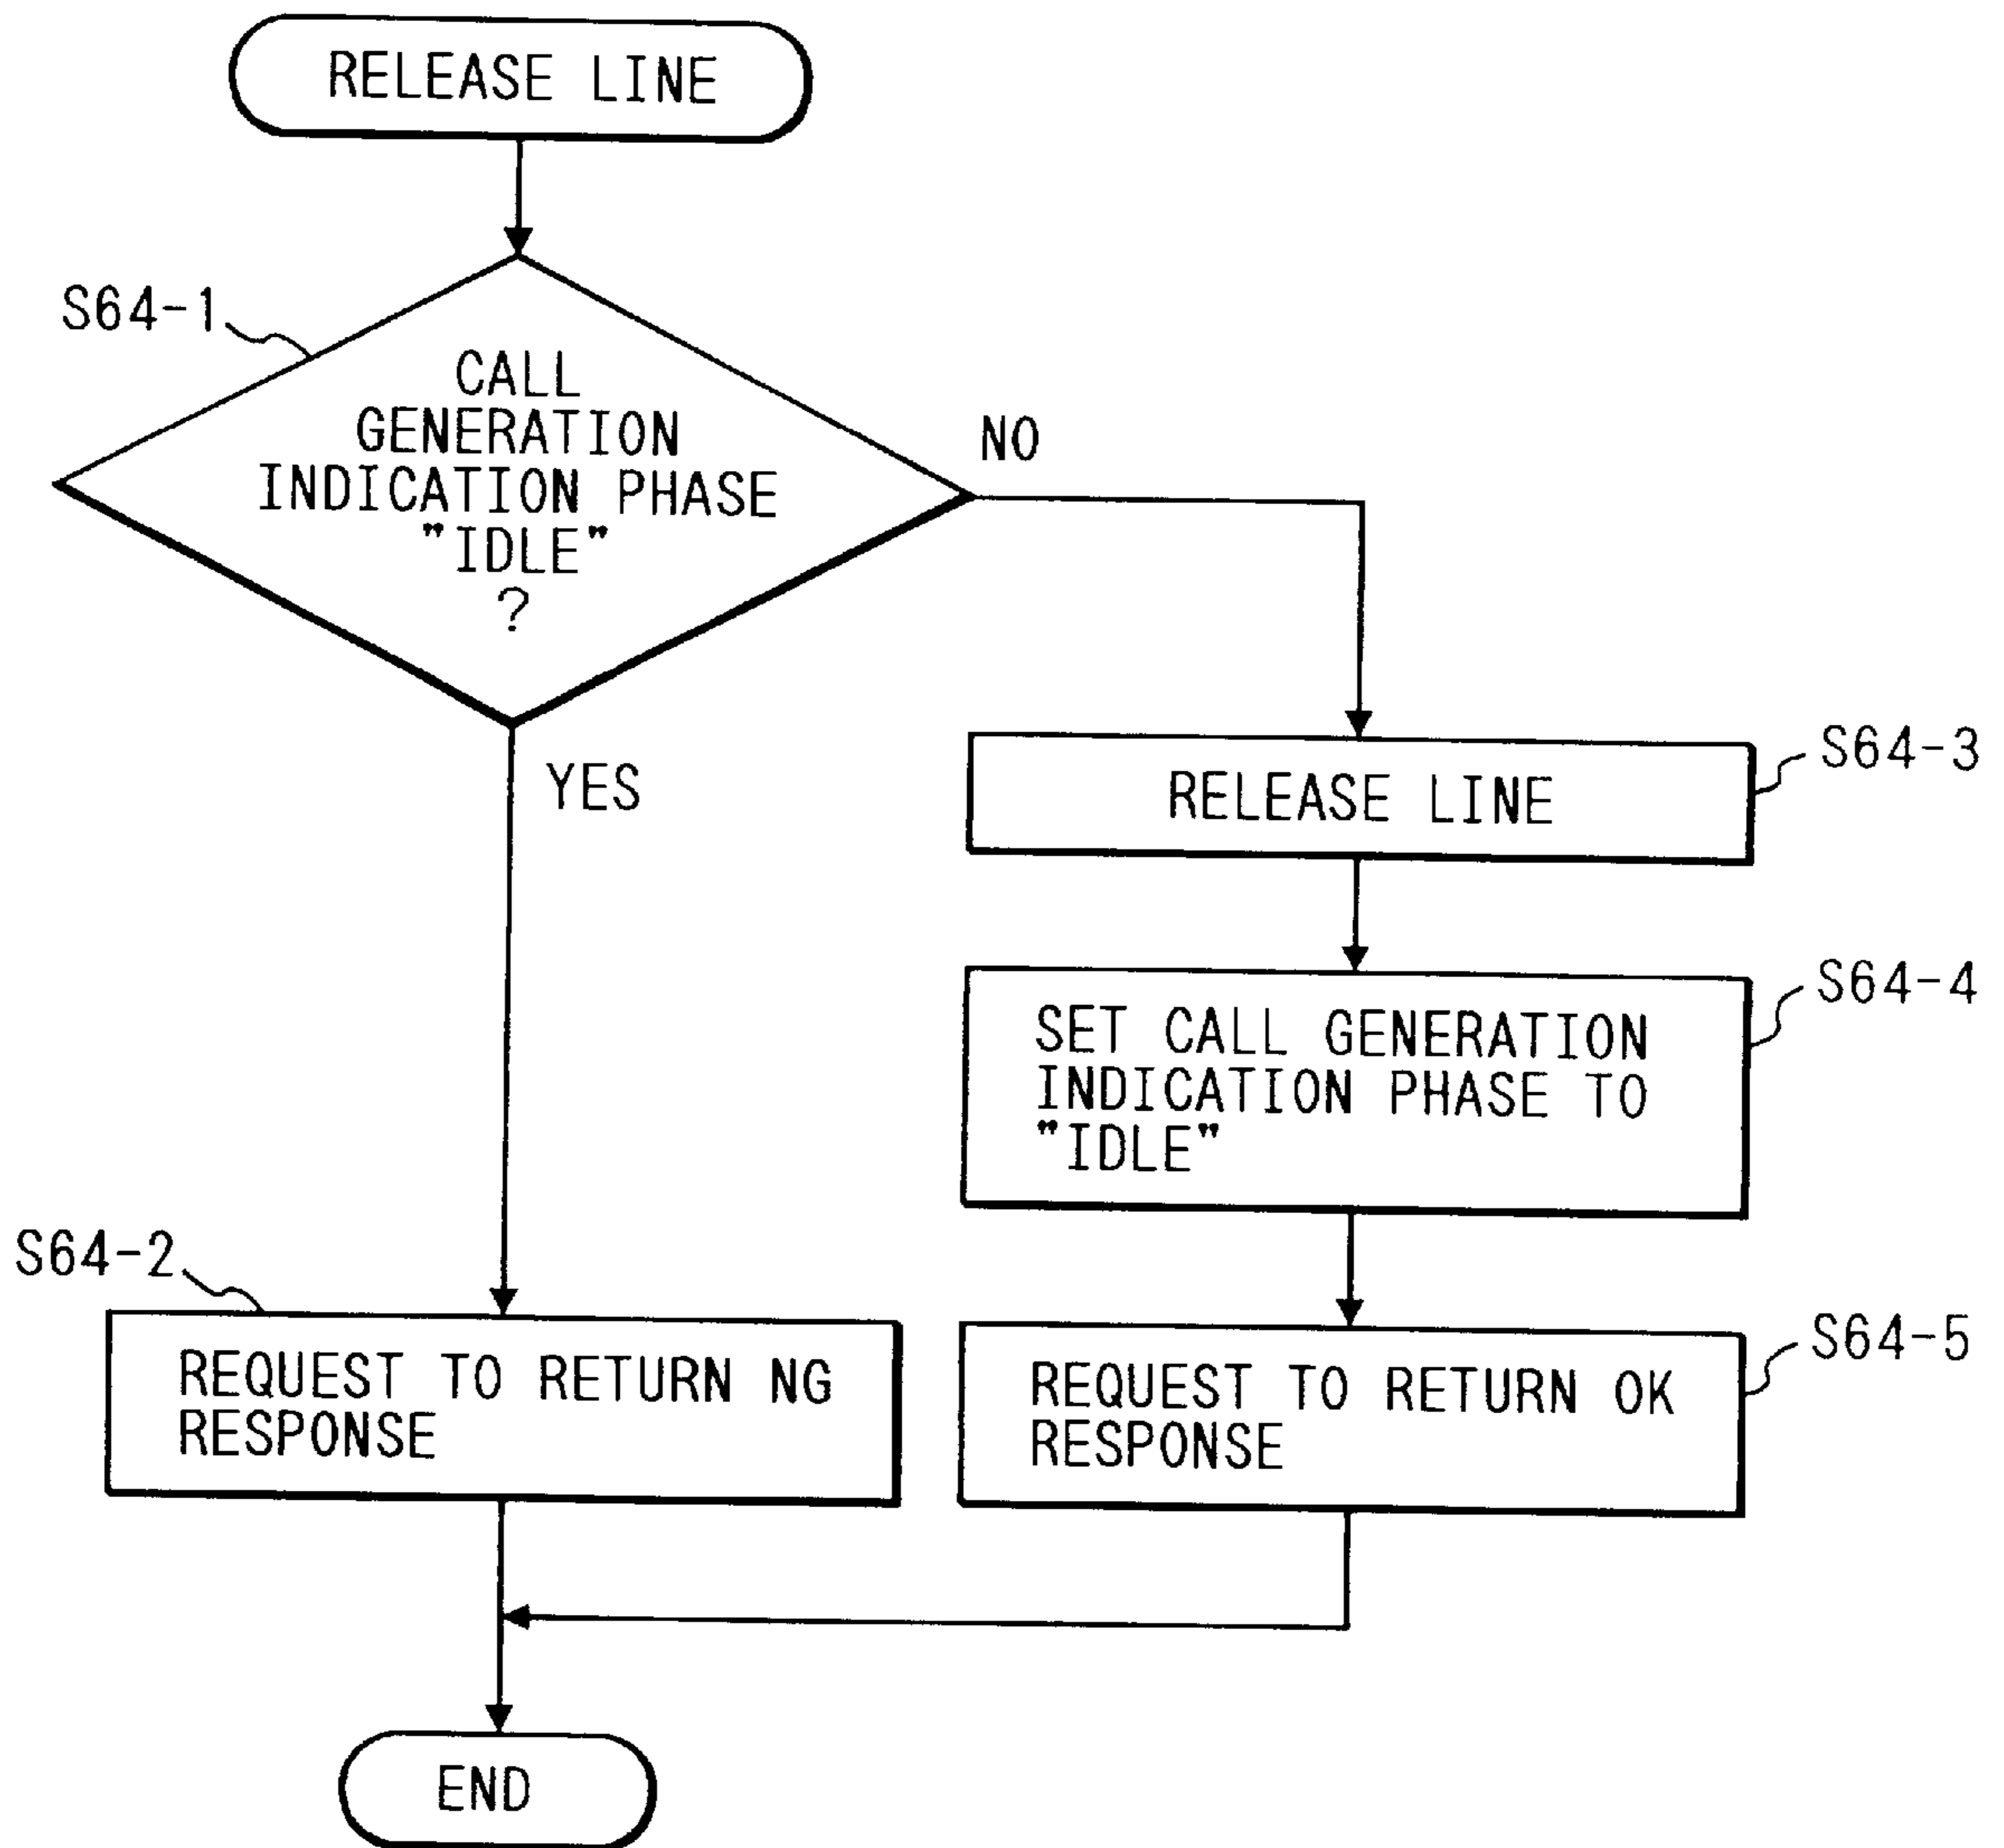 RELEASE LINE
S64-1
CALL
GENERATION
INDICATION PHASE
"IDLE"
?
NO
YES
RELEASE LINE
S64-3
SET CALL GENERATION
INDICATION PHASE TO
"IDLE"
S64-4
S64-2
REQUEST TO RETURN NG
RESPONSE
REQUEST TO RETURN OK
RESPONSE
S64-5
END